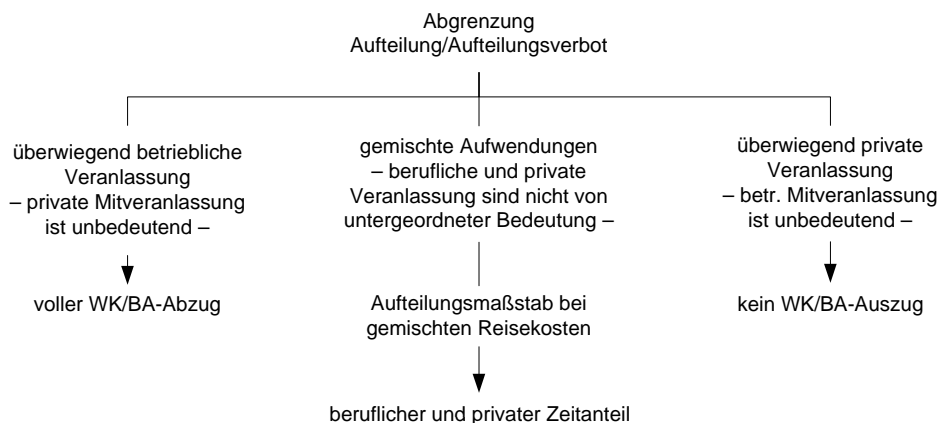 Abgrenzung
Aufteilung/Aufteilungsverbot
überwiegend betriebliche
Veranlassung
– private Mitveranlassung
ist unbedeutend –
voller WK/BA-Abzug
gemischte Aufwendungen
– berufliche und private
Veranlassung sind nicht von
untergeordneter Bedeutung –
Aufteilungsmaßstab bei
gemischten Reisekosten
beruflicher und privater Zeitanteil
überwiegend private
Veranlassung
– betr. Mitveranlassung
ist unbedeutend –
kein WK/BA-Auszug